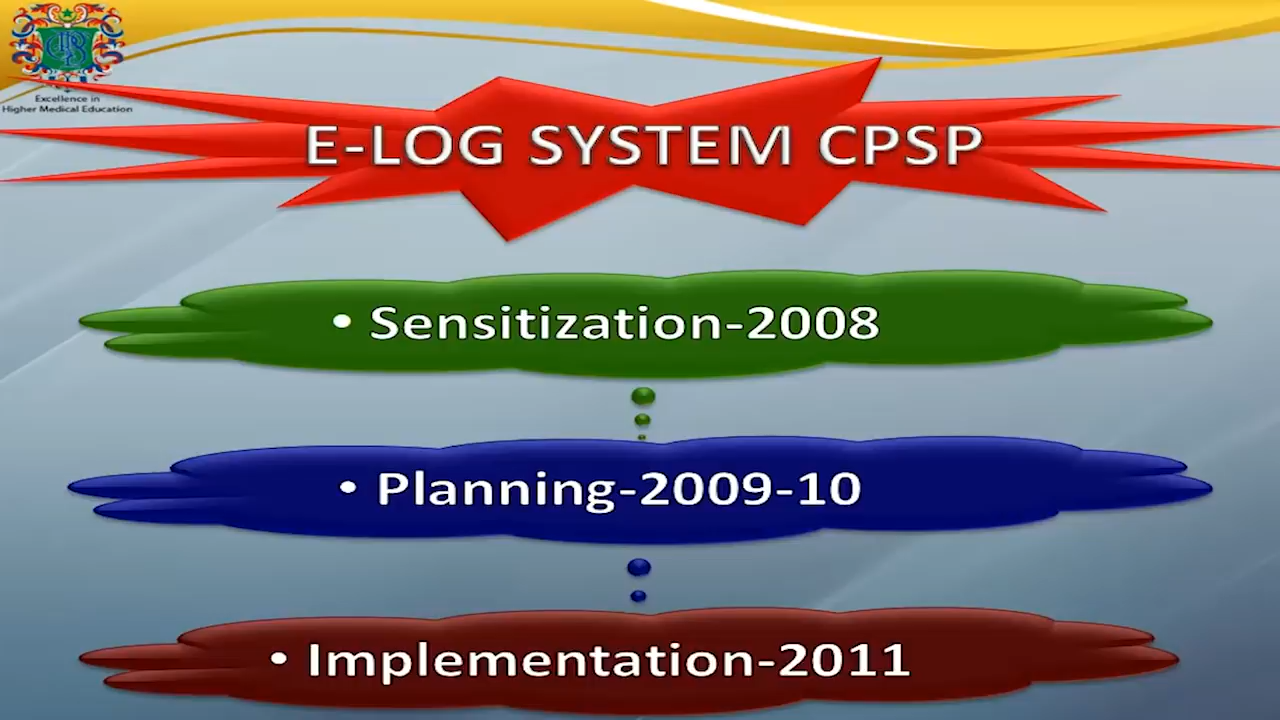 Excellence in
Higher Medical Education
E-LOG SYSTEM CPSP
• Sensitization-2008
• Planning-2009-10
• Implementation-2011